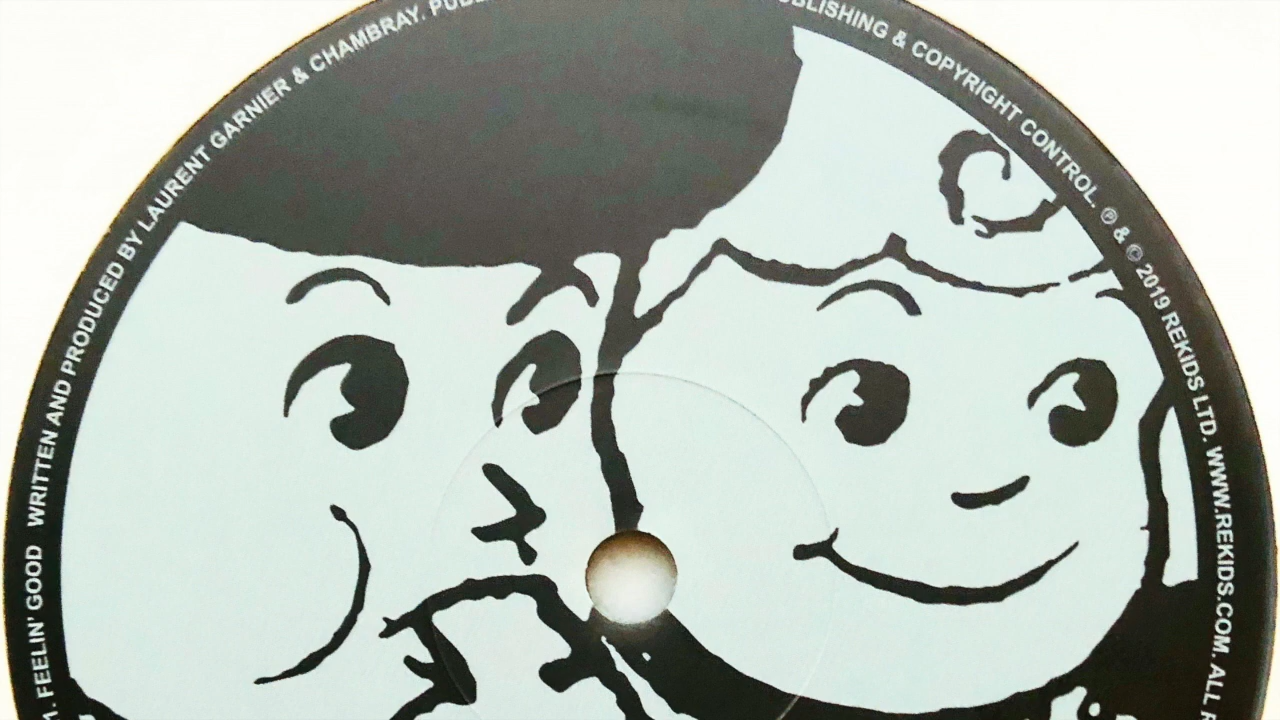 1. FEELIN' GOOD WRITTEN AND PRODUCED BY LAURENT GARNIER & CHAMBRAY. PUBLISHING & COPYRIGHT CONTROL. ℗ & © 2019 REKIDS LTD. WWW.REKIDS.COM. ALL